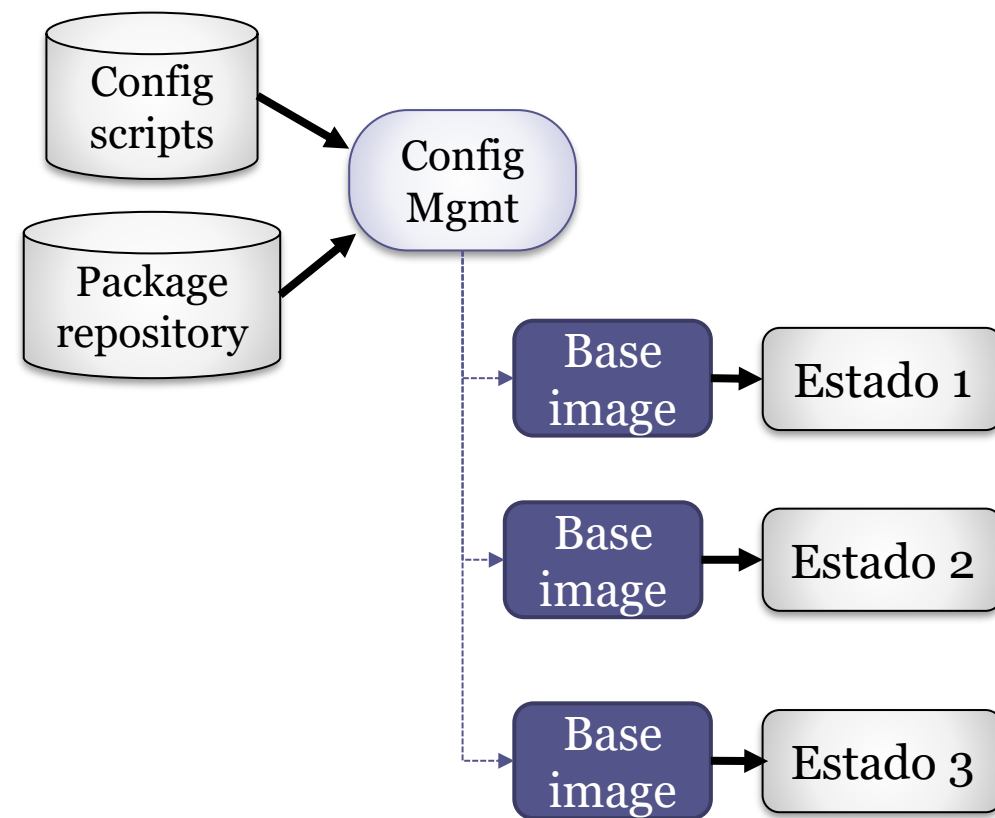 Config
scripts
Config
Mgmt
Package
repository
Base
image
Estado 1
Base
image
Estado 2
Base
image
Estado 3